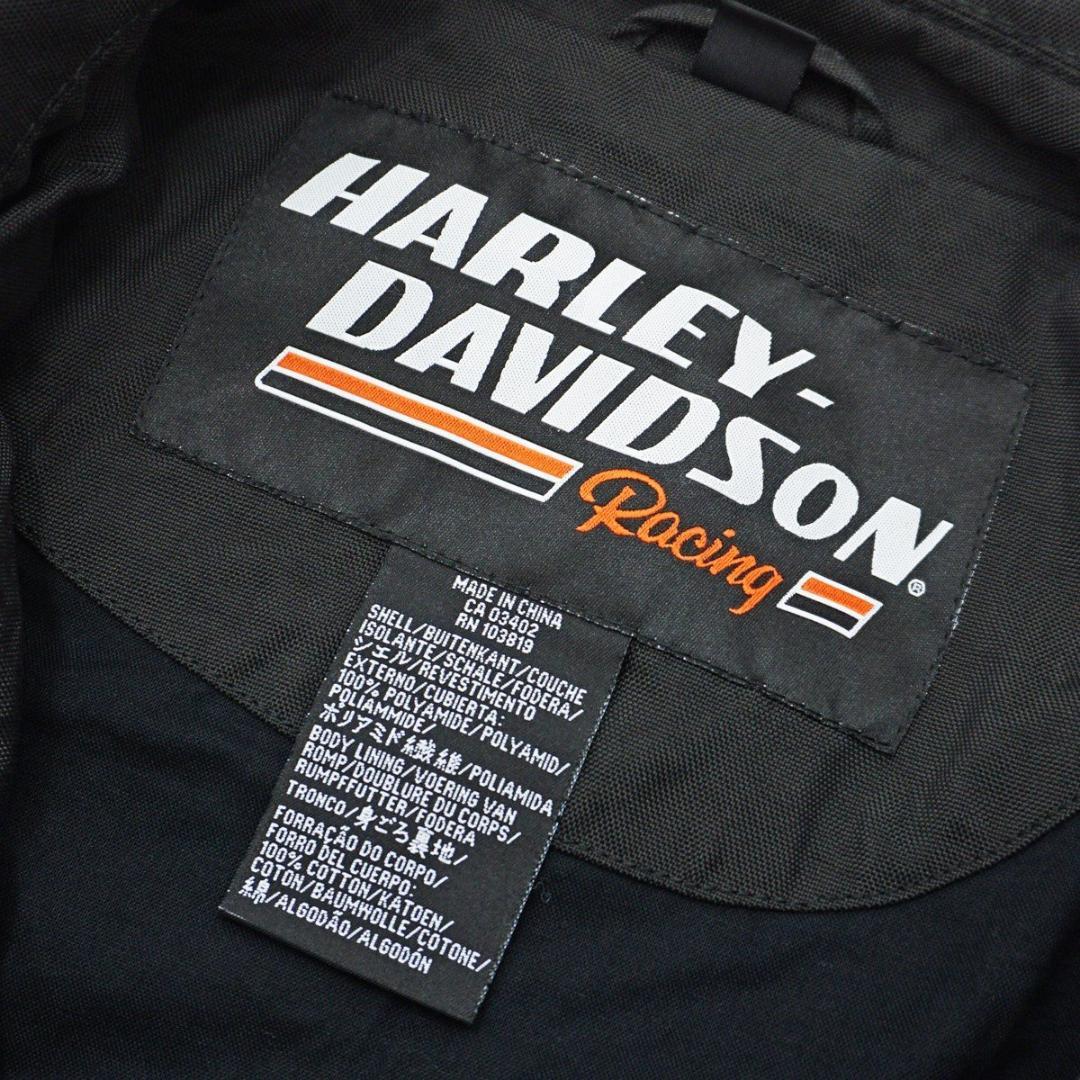 HARLEY-
DAVIDSON®
Racing
MADE IN CHINA
CA 03402
RN 103819
SHELL/BUITENKANT/COUCHE
ISOLANTE/SCHALE/FODERA/
シエル/REVESTIMENTO
EXTERNO/CUBIERTA:
100% POLYAMIDE/POLYAMID/
POLIAMMIDE/
ホリアミド繊維/POLIAMIDA
BODY LINING/VOERING VAN
ROMP/DOUBLURE DU CORPS/
RUMPFFUTTER/FODERA
TRONCO/身ごろ裏地/
FORRAÇÃO DO CORPO/
FORRO DEL CUERPO:
100% COTTON/KATOEN/
COTON/BAUMWOLLE/COTONE/
綿/ALGODÃO/ALGODÓN